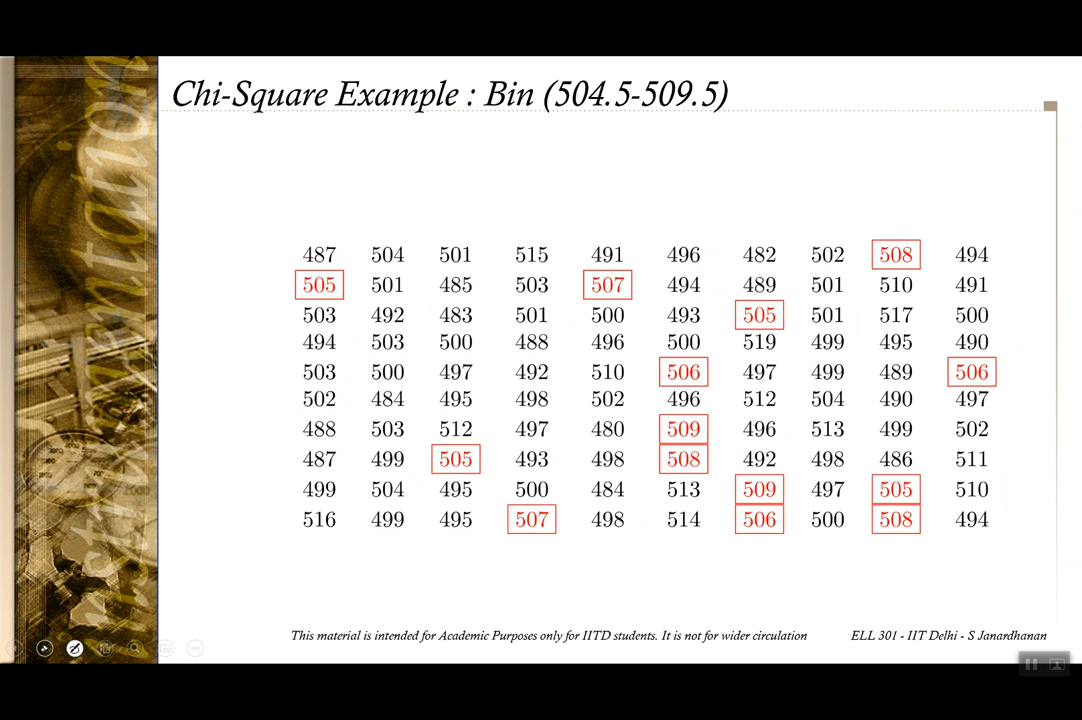 Chi-Square Example : Bin (504.5-509.5)
487 504 501 515 491 496 482 502 508 494
505 501 485 503 507 494 489 501 510 491
503 492 483 501 500 493 505 501 517 500
494 503 500 488 496 500 519 499 495 490
503 500 497 492 510 506 497 499 489 506
502 484 495 498 502 496 512 504 490 497
488 503 512 497 480 509 496 513 499 502
487 499 505 493 498 508 492 498 486 511
499 504 495 500 484 513 509 497 505 510
516 499 495 507 498 514 506 500 508 494
This material is intended for Academic Purposes only for IITD students. It is not for wider circulation
ELL 301 - IIT Delhi - S Janardhanan